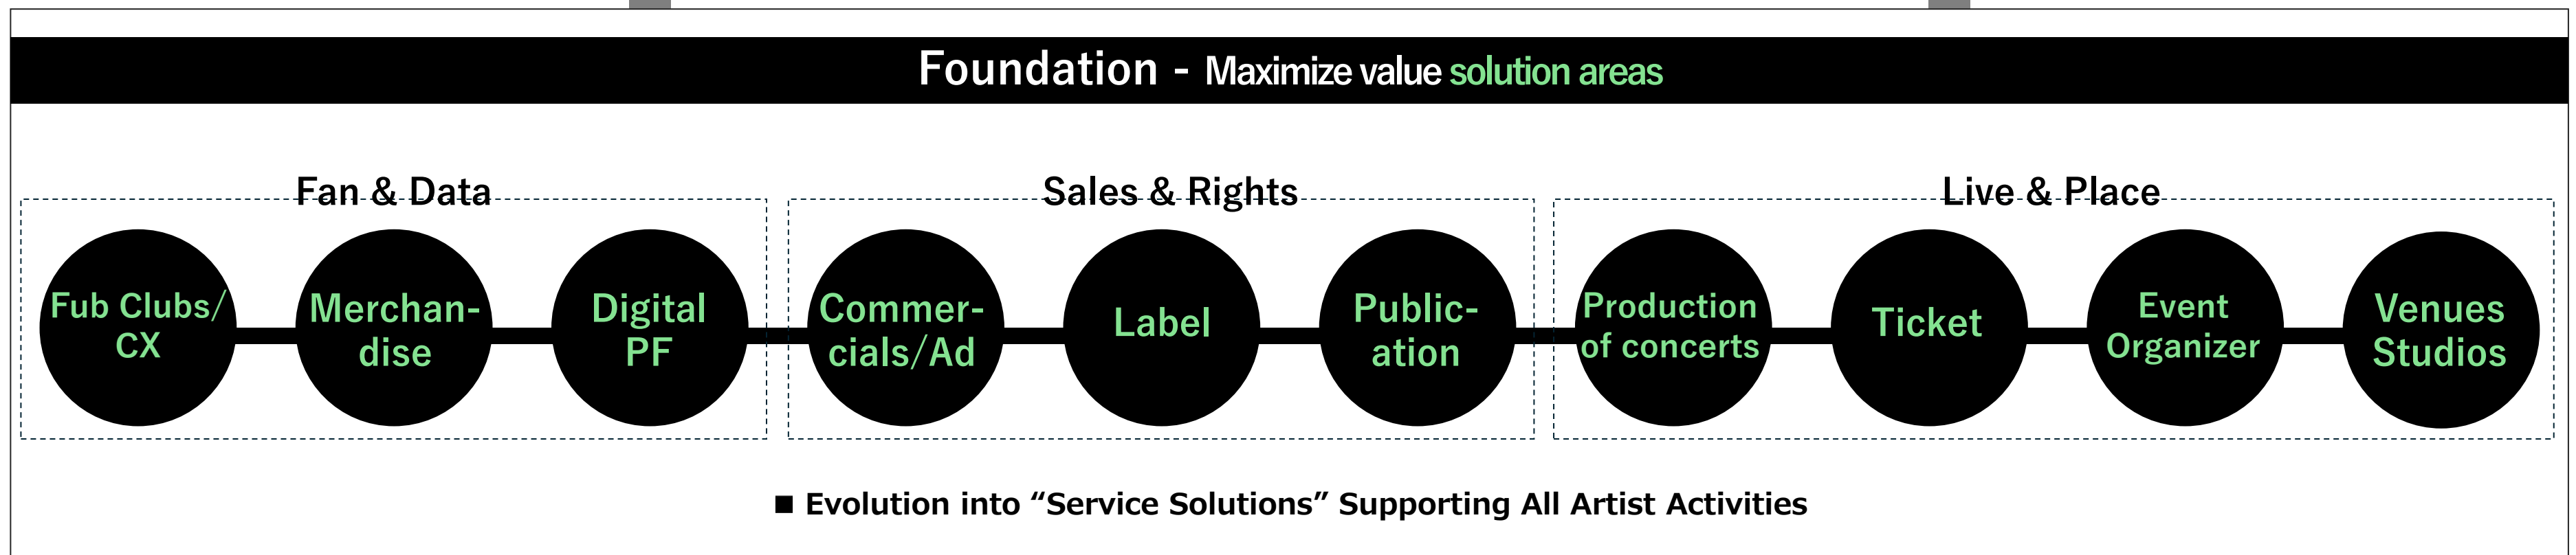 Foundation - Maximize value solution areas
Fan & Data
Sales & Rights
Live & Place
Fub Clubs/
CX
Merchan-
dise
Digital
PF
Commer-
cials/Ad
Label
Public-
ation
Production
of concerts
Ticket
Event
Organizer
Venues
Studios
■ Evolution into “Service Solutions” Supporting All Artist Activities